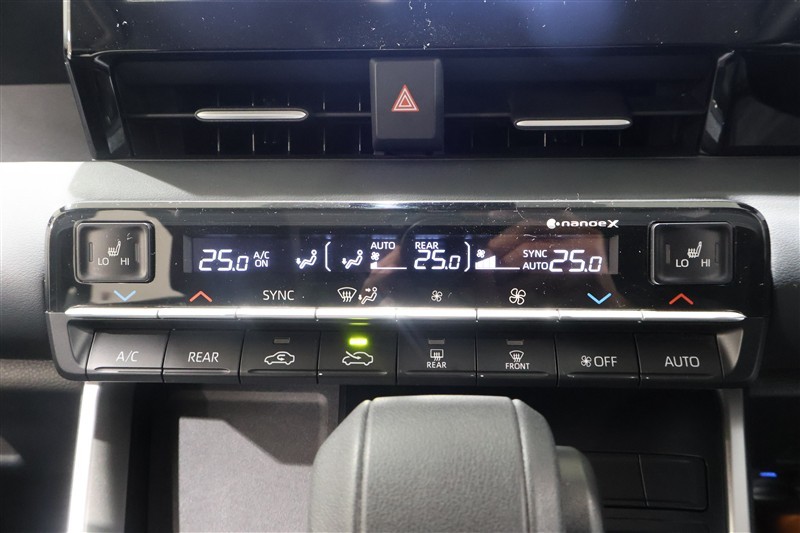 nanoeX
LO HI
25.0 A/C ON
AUTO
REAR 25.0
SYNC AUTO 25.0
LO HI
SYNC
A/C
REAR
REAR
FRONT
OFF
AUTO